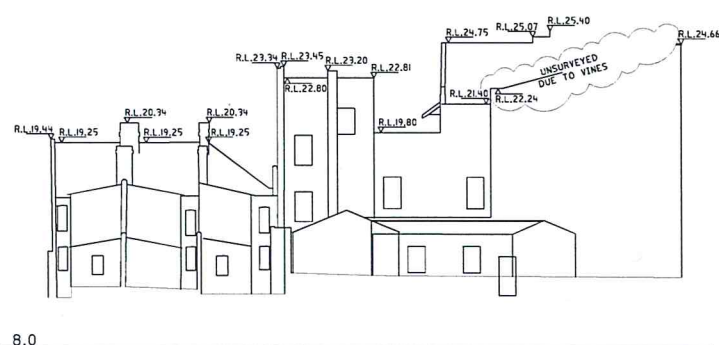 R.L.25.07
R.L.25.40
R.L.24.75
R.L.24.66
R.L.23.34
R.L.23.45
R.L.23.20
R.L.22.81
R.L.22.80
UNSURVEYED
DUE TO VINES
R.L.21.40
R.L.22.24
R.L.20.34
R.L.20.34
R.L.19.44
R.L.19.25
R.L.19.25
R.L.19.25
R.L.19.80
8.0